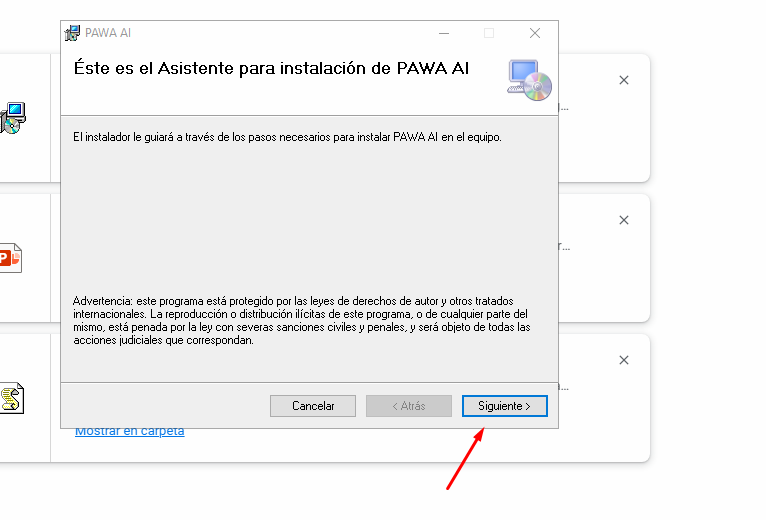 PAWA AI
Éste es el Asistente para instalación de PAWA AI
El instalador le guiará a través de los pasos necesarios para instalar PAWA AI en el equipo.
Advertencia: este programa está protegido por las leyes de derechos de autor y otros tratados
internacionales. La reproducción o distribución ilícitas de este programa, o de cualquier parte del
mismo, está penada por la ley con severas sanciones civiles y penales, y será objeto de todas las
acciones judiciales que correspondan.
Cancelar
< Atrás
Siguiente >
Mostrar en carpeta